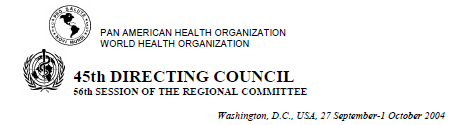 PAN AMERICAN HEALTH ORGANIZATION
WORLD HEALTH ORGANIZATION
45th DIRECTING COUNCIL
56th SESSION OF THE REGIONAL COMMITTEE
Washington, D.C., USA, 27 September-1 October 2004